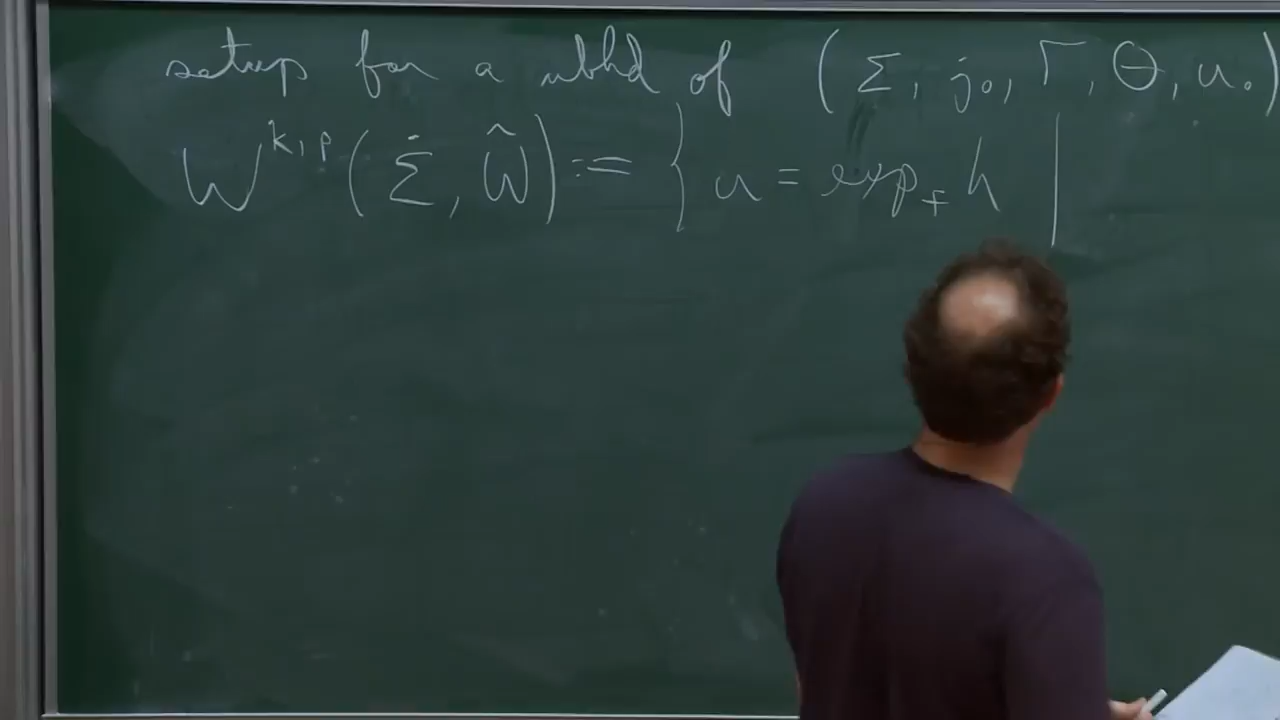 setup for a nbhd of (Σ, j₀, Γ, Θ, u₀)
W^{k,p}(Σ̇, Ŵ) := { u = exp_f h |